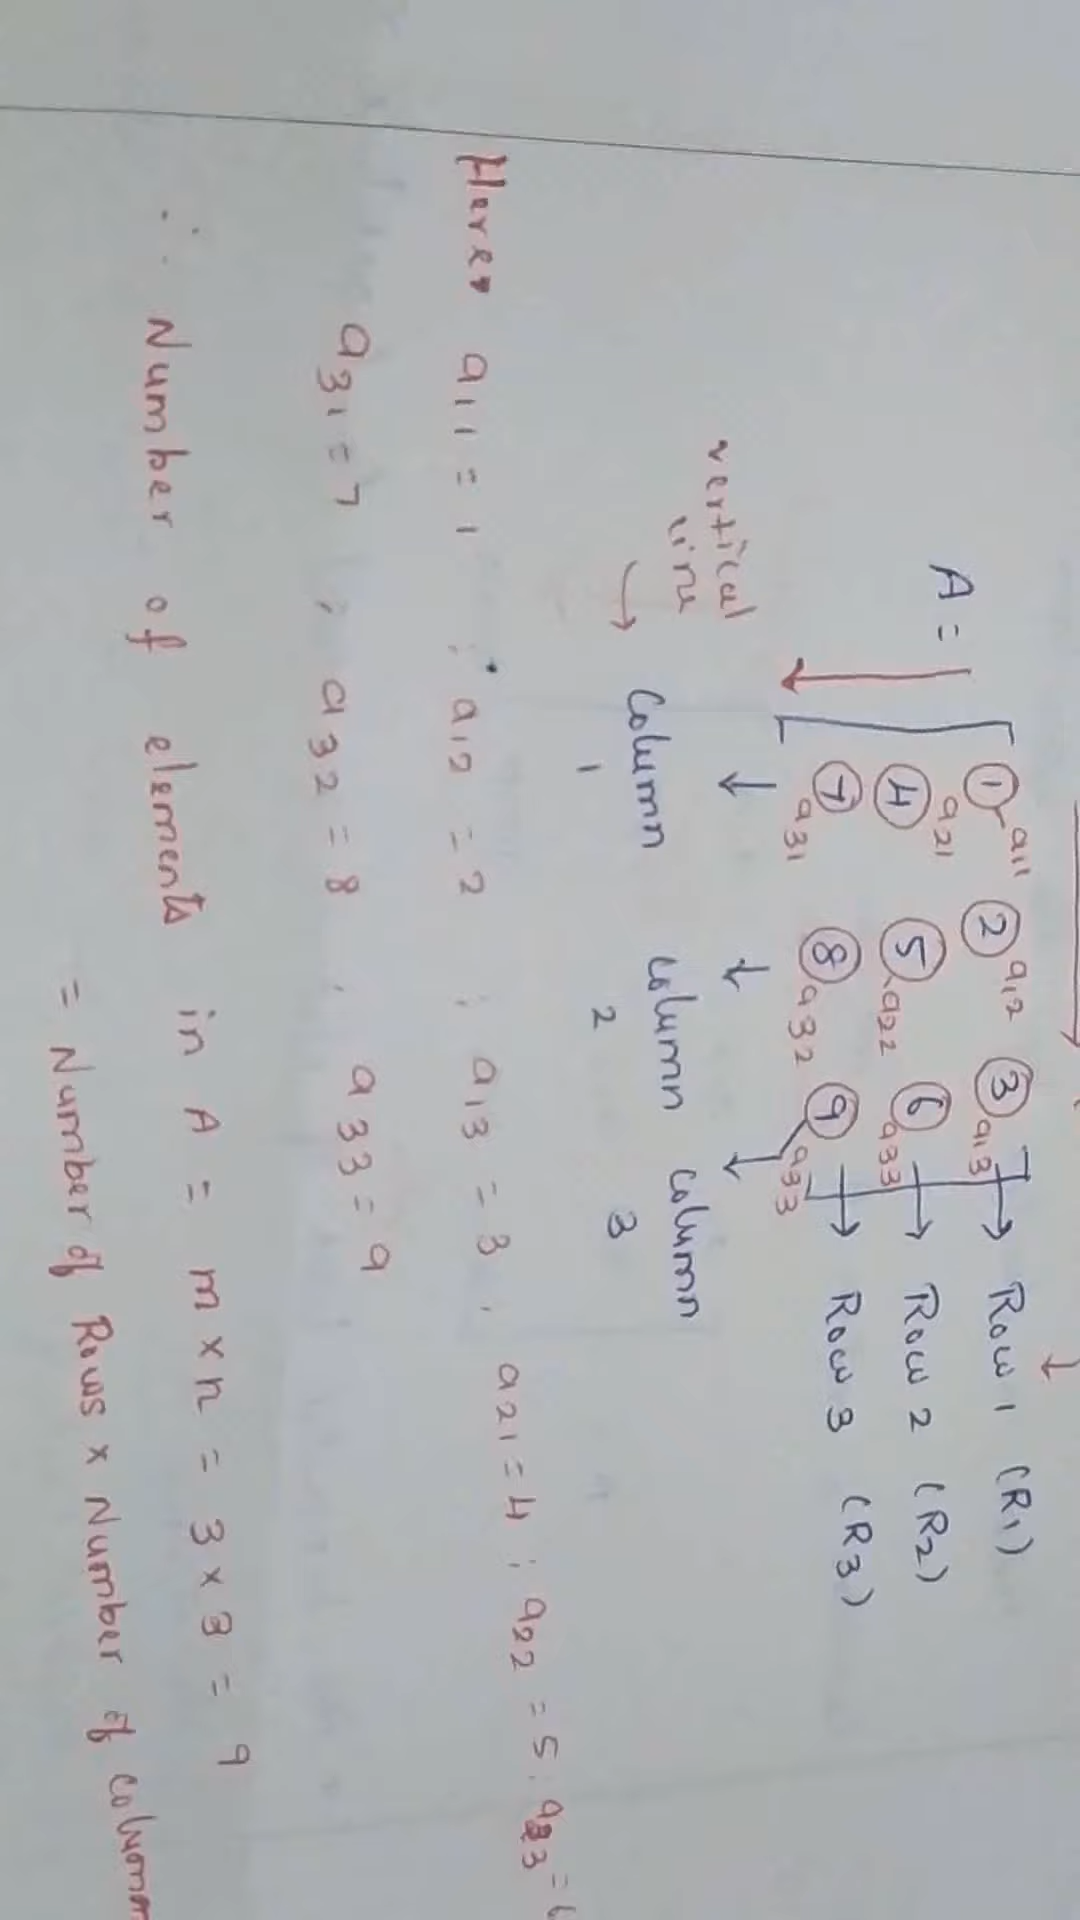 a11 a12 a13
A = [ 1 2 3 ] → Row 1 (R1)
a21 a22 a33
4 5 6 → Row 2 (R2)
7 8 9 → Row 3 (R3)
a31 a32 a33
vertical line → Column 1 column 2 column 3
Here, a11 = 1 ; a12 = 2 ; a13 = 3 , a21 = 4 ; a22 = 5 ; a23 = 6
a31 = 7 , a32 = 8 , a33 = 9
∴ Number of elements in A = m × n = 3 × 3 = 9
= Number of Rows × Number of column